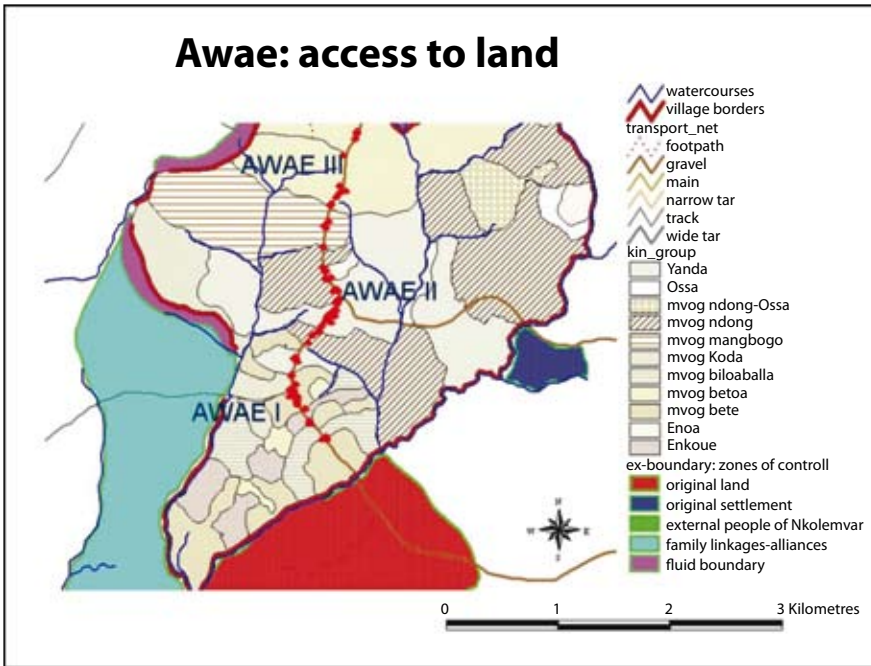 Awae: access to land
watercourses
village borders
transport_net
footpath
gravel
main
narrow tar
track
wide tar
kin_group
Yanda
Ossa
mvog ndong-Ossa
mvog ndong
mvog mangbogo
mvog Koda
mvog biloaballa
mvog betoa
mvog bete
Enoa
Enkoue
ex-boundary: zones of controll
original land
original settlement
external people of Nkolemvar
family linkages-alliances
fluid boundary
AWAE III
AWAE II
AWAE I
N
W E
S
0 1 2 3 Kilometres